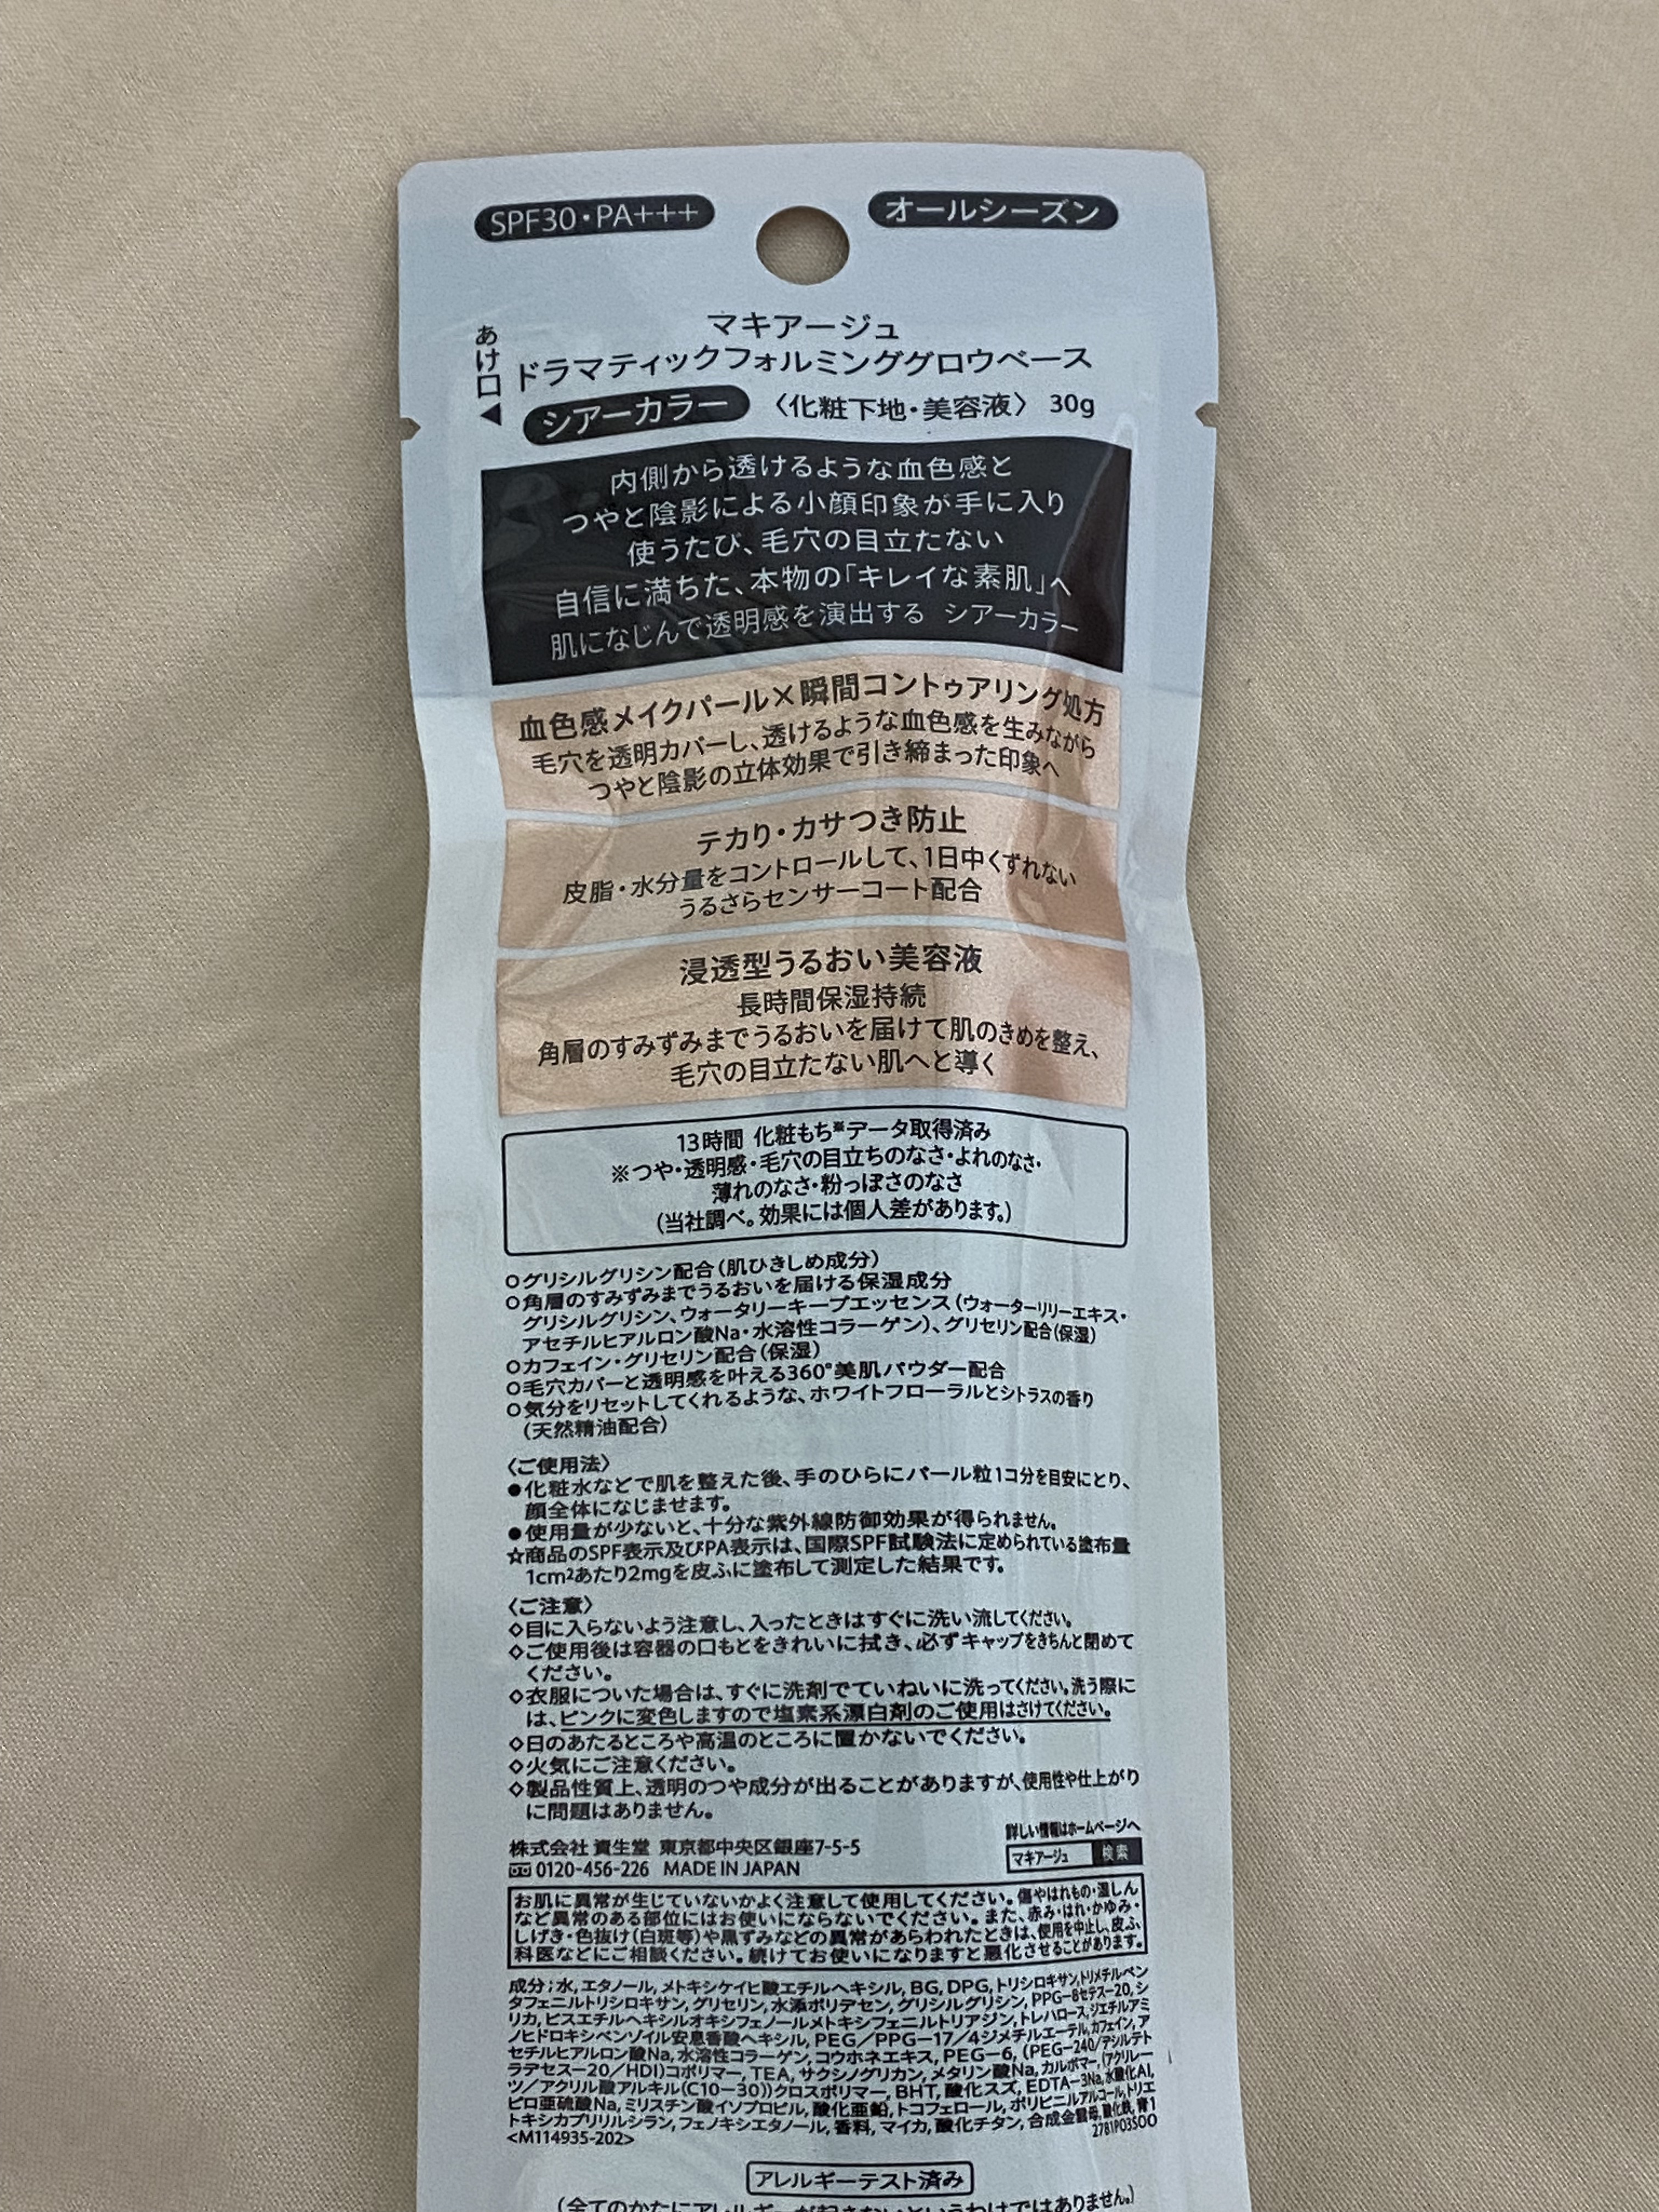 SPF30・PA+++
オールシーズン
あけ口◀
マキアージュ
ドラマティックフォルミンググロウベース
シアーカラー 〈化粧下地・美容液〉 30g
内側から透けるような血色感と
つやと陰影による小顔印象が手に入り
使うたび、毛穴の目立たない
自信に満ちた、本物の「キレイな素肌」へ
肌になじんで透明感を演出する シアーカラー
血色感メイクパール×瞬間コントゥアリング処方
毛穴を透明カバーし、透けるような血色感を生みながら
つやと陰影の立体効果で引き締まった印象へ
テカり・カサつき防止
皮脂・水分量をコントロールして、1日中くずれない
うるさらセンサーコート配合
浸透型うるおい美容液
長時間保湿持続
角層のすみずみまでうるおいを届けて肌のきめを整え、
毛穴の目立たない肌へと導く
13時間 化粧もち※データ取得済み
※つや・透明感・毛穴の目立ちのなさ・よれのなさ・
薄れのなさ・粉っぽさのなさ
(当社調べ。効果には個人差があります。)
○グリシルグリシン配合(肌ひきしめ成分)
○角層のすみずみまでうるおいを届ける保湿成分
グリシルグリシン、ウォータリーキープエッセンス(ウォーターリリーエキス・
アセチルヒアルロン酸Na・水溶性コラーゲン)、グリセリン配合(保湿)
○カフェイン・グリセリン配合(保湿)
○毛穴カバーと透明感を叶える360°美肌パウダー配合
○気分をリセットしてくれるような、ホワイトフローラルとシトラスの香り
(天然精油配合)
〈ご使用法〉
●化粧水などで肌を整えた後、手のひらにパール粒1コ分を目安にとり、
顔全体になじませます。
●使用量が少ないと、十分な紫外線防御効果が得られません。
☆商品のSPF表示及びPA表示は、国際SPF試験法に定められている塗布量
1cm²あたり2mgを皮ふに塗布して測定した結果です。
〈ご注意〉
◇目に入らないよう注意し、入ったときはすぐに洗い流してください。
◇ご使用後は容器の口もとをきれいに拭き、必ずキャップをきちんと閉めて
ください。
◇衣服についた場合は、すぐに洗剤でていねいに洗ってください。洗う際に
は、ピンクに変色しますので塩素系漂白剤のご使用はさけてください。
◇日のあたるところや高温のところに置かないでください。
◇火気にご注意ください。
◇製品性質上、透明のつや成分が出ることがありますが、使用性や仕上がり
に問題はありません。
株式会社 資生堂 東京都中央区銀座7-5-5
0120-456-226 MADE IN JAPAN
詳しい情報はホームページへ
マキアージュ 検索
お肌に異常が生じていないかよく注意して使用してください。傷やはれもの・湿しん
など異常のある部位にはお使いにならないでください。また、赤み・はれ・かゆみ・
しげき・色抜け(白斑等)や黒ずみなどの異常があらわれたときは、使用を中止し、皮ふ
科医などにご相談ください。続けてお使いになりますと悪化させることがあります。
成分;水,エタノール,メトキシケイヒ酸エチルヘキシル,BG,DPG,トリシロキサン,トリメチルペン
タフェニルトリシロキサン,グリセリン,水添ポリデセン,グリシルグリシン,PPG-8セテス-20,シ
リカ,ビスエチルヘキシルオキシフェノールメトキシフェニルトリアジン,トレハロース,ジエチルアミ
ノヒドロキシベンゾイル安息香酸ヘキシル,PEG/PPG-17/4ジメチルエーテル,カフェイン,ア
セチルヒアルロン酸Na,水溶性コラーゲン,コウホネエキス,PEG-6,(PEG-240/デシルテト
ラデセス-20/HDI)コポリマー,TEA,サクシノグリカン,メタリン酸Na,カルボマー,(アクリレー
ツ/アクリル酸アルキル(C10-30))クロスポリマー,BHT,酸化スズ,EDTA-3Na,水酸化Al,
ピロ亜硫酸Na,ミリスチン酸イソプロピル,酸化亜鉛,トコフェロール,ポリビニルアルコール,トリエ
トキシカプリリルシラン,フェノキシエタノール,香料,マイカ,酸化チタン,合成金雲母,酸化鉄,青1
<M114935-202>
2781P03SOO
アレルギーテスト済み
(全てのかたにアレルギーが起きないというわけではありません。)